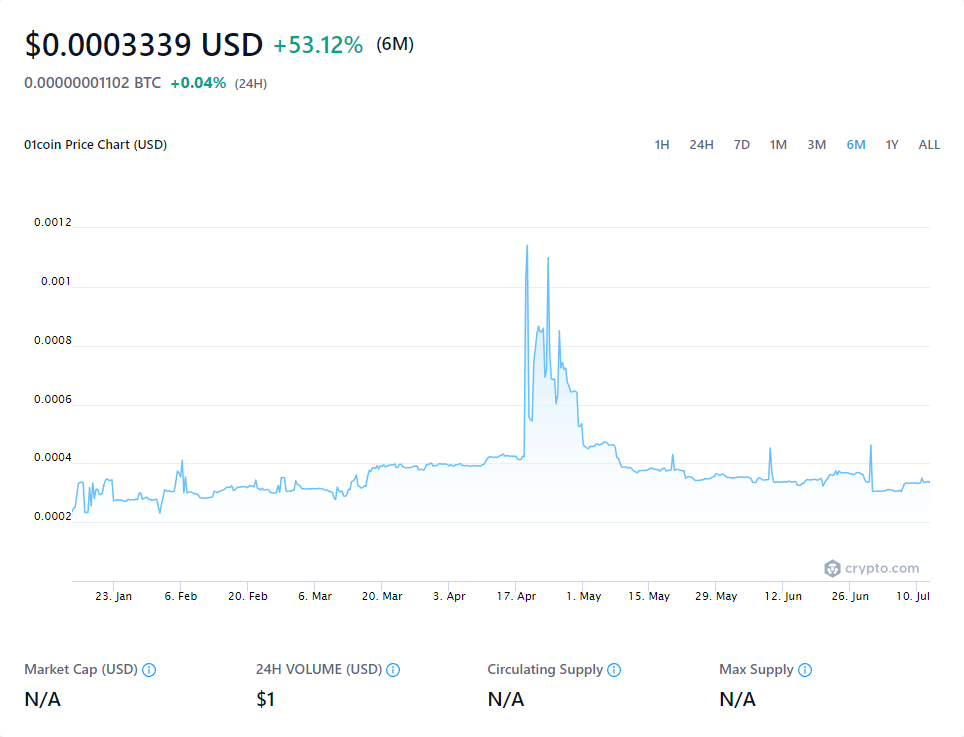 $0.0003339 USD +53.12% (6M)
0.00000001102 BTC +0.04% (24H)
01coin Price Chart (USD) 1H 24H 7D 1M 3M 6M 1Y ALL
0.0012
0.001
0.0008
0.0006
0.0004
0.0002
crypto.com
23. Jan 6. Feb 20. Feb 6. Mar 20. Mar 3. Apr 17. Apr 1. May 15. May 29. May 12. Jun 26. Jun 10. Jul
Market Cap (USD) 24H VOLUME (USD) Circulating Supply Max Supply
N/A $1 N/A N/A